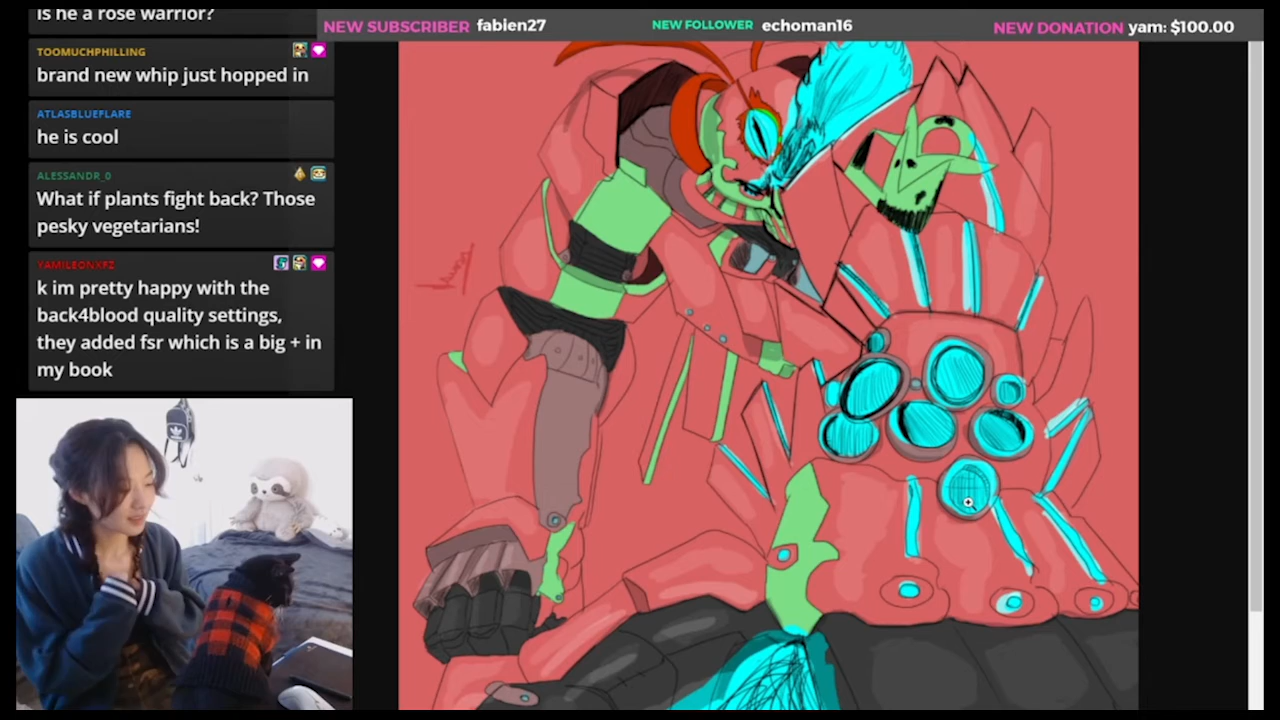 is he a rose warrior?
NEW SUBSCRIBER fabien27
NEW FOLLOWER echoman16
NEW DONATION yam: $100.00
TOOMUCHPHILLING
brand new whip just hopped in
ATLASBLUEFLARE
he is cool
ALESSANDR_0
What if plants fight back? Those
pesky vegetarians!
YAMILEONXFZ
k im pretty happy with the
back4blood quality settings,
they added fsr which is a big + in
my book